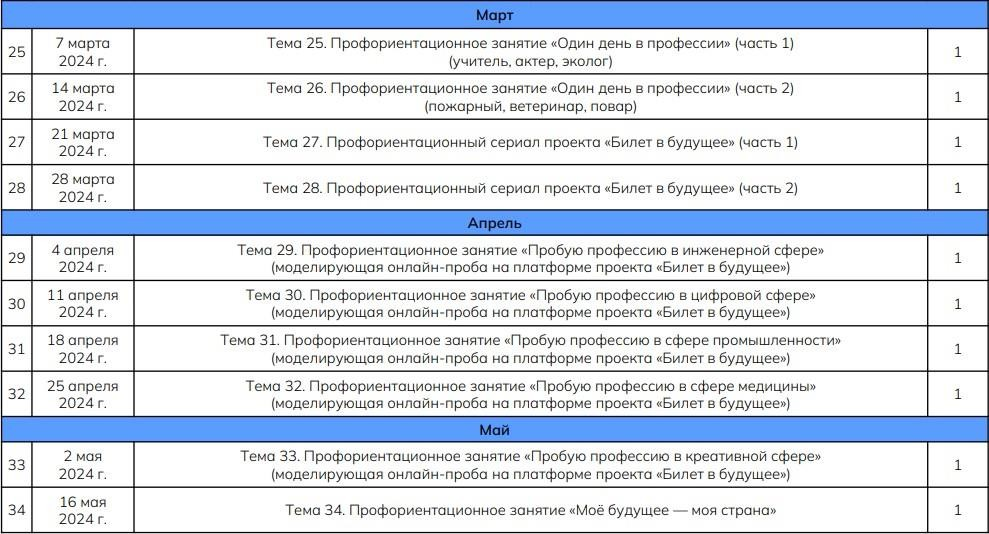 Март
25
7 марта
2024 г.
Тема 25. Профориентационное занятие «Один день в профессии» (часть 1)
(учитель, актер, эколог)
1
26
14 марта
2024 г.
Тема 26. Профориентационное занятие «Один день в профессии» (часть 2)
(пожарный, ветеринар, повар)
1
27
21 марта
2024 г.
Тема 27. Профориентационный сериал проекта «Билет в будущее» (часть 1)
1
28
28 марта
2024 г.
Тема 28. Профориентационный сериал проекта «Билет в будущее» (часть 2)
1
Апрель
29
4 апреля
2024 г.
Тема 29. Профориентационное занятие «Пробую профессию в инженерной сфере»
(моделирующая онлайн-проба на платформе проекта «Билет в будущее»)
1
30
11 апреля
2024 г.
Тема 30. Профориентационное занятие «Пробую профессию в цифровой сфере»
(моделирующая онлайн-проба на платформе проекта «Билет в будущее»)
1
31
18 апреля
2024 г.
Тема 31. Профориентационное занятие «Пробую профессию в сфере промышленности»
(моделирующая онлайн-проба на платформе проекта «Билет в будущее»)
1
32
25 апреля
2024 г.
Тема 32. Профориентационное занятие «Пробую профессию в сфере медицины»
(моделирующая онлайн-проба на платформе проекта «Билет в будущее»)
1
Май
33
2 мая
2024 г.
Тема 33. Профориентационное занятие «Пробую профессию в креативной сфере»
(моделирующая онлайн-проба на платформе проекта «Билет в будущее»)
1
34
16 мая
2024 г.
Тема 34. Профориентационное занятие «Моё будущее — моя страна»
1